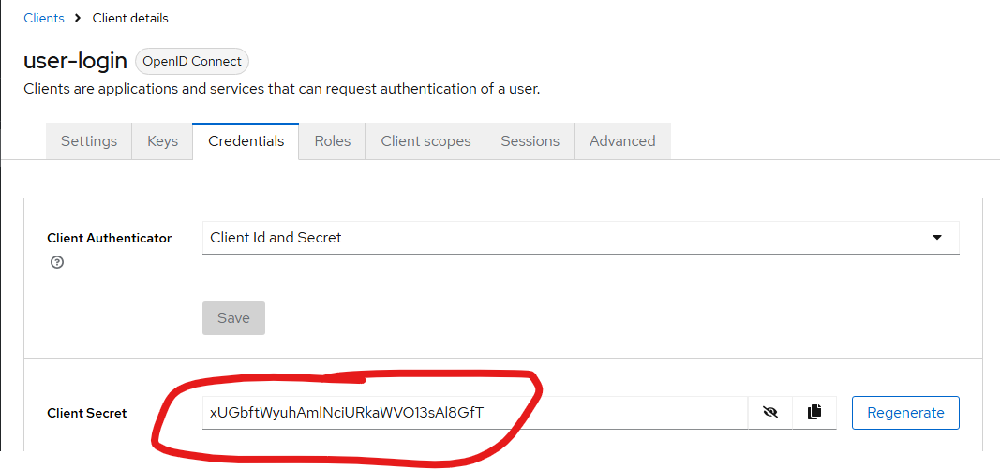 Clients > Client details
user-login OpenID Connect
Clients are applications and services that can request authentication of a user.
Settings Keys Credentials Roles Client scopes Sessions Advanced
Client Authenticator Client Id and Secret
Save
Client Secret xUGbftWyuhAmlNciURkaWVO13sAl8GfT Regenerate